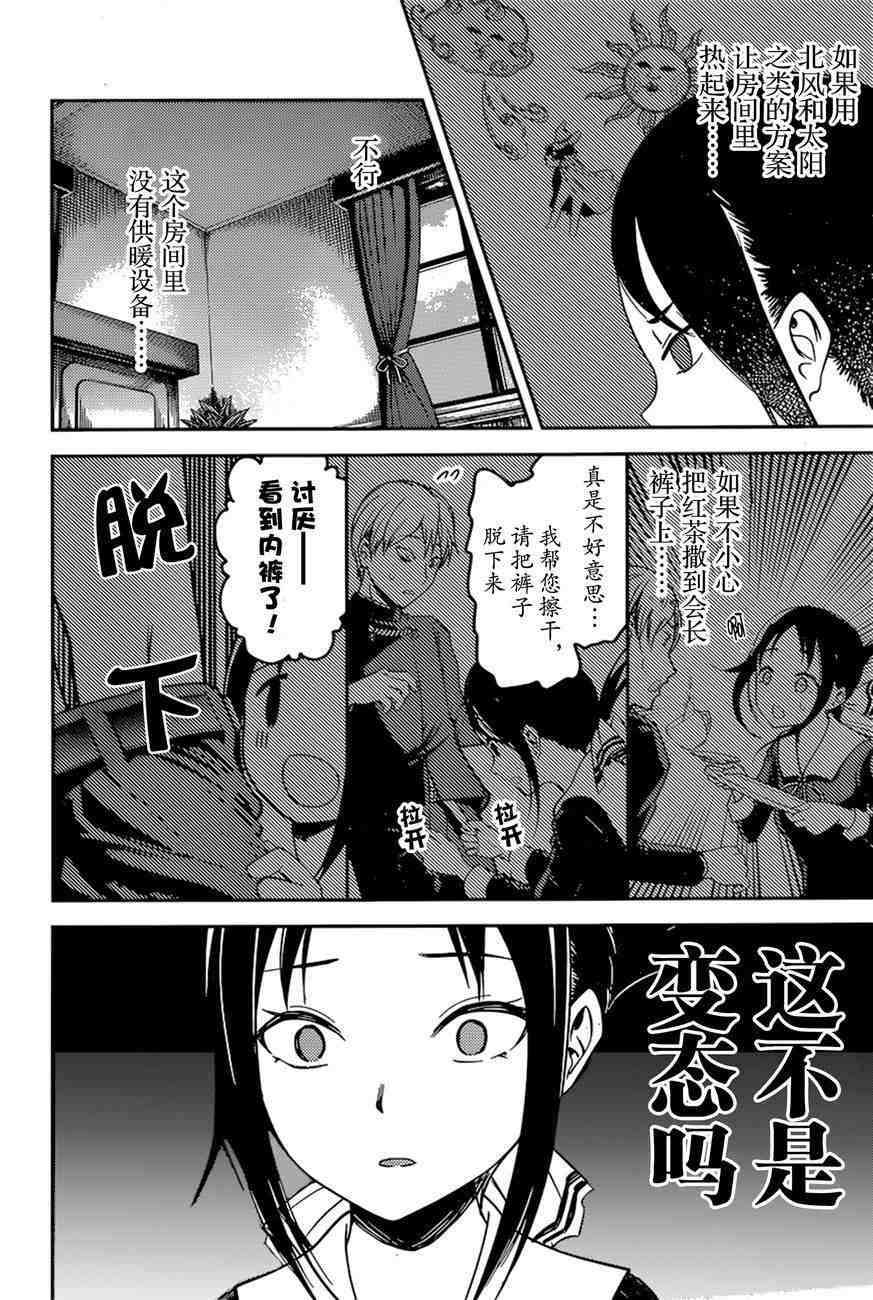 如果用
北风和太阳
之类的方案
让房间里
热起来……
不行
这个房间里
没有供暖设备……
如果不小心
把红茶撒到会长
裤子上……
啊
真是不好意思…
我帮您擦干，
请把裤子
脱下来
拉开
拉开
讨厌——
看到内裤了！
脱下
这不是
变态吗